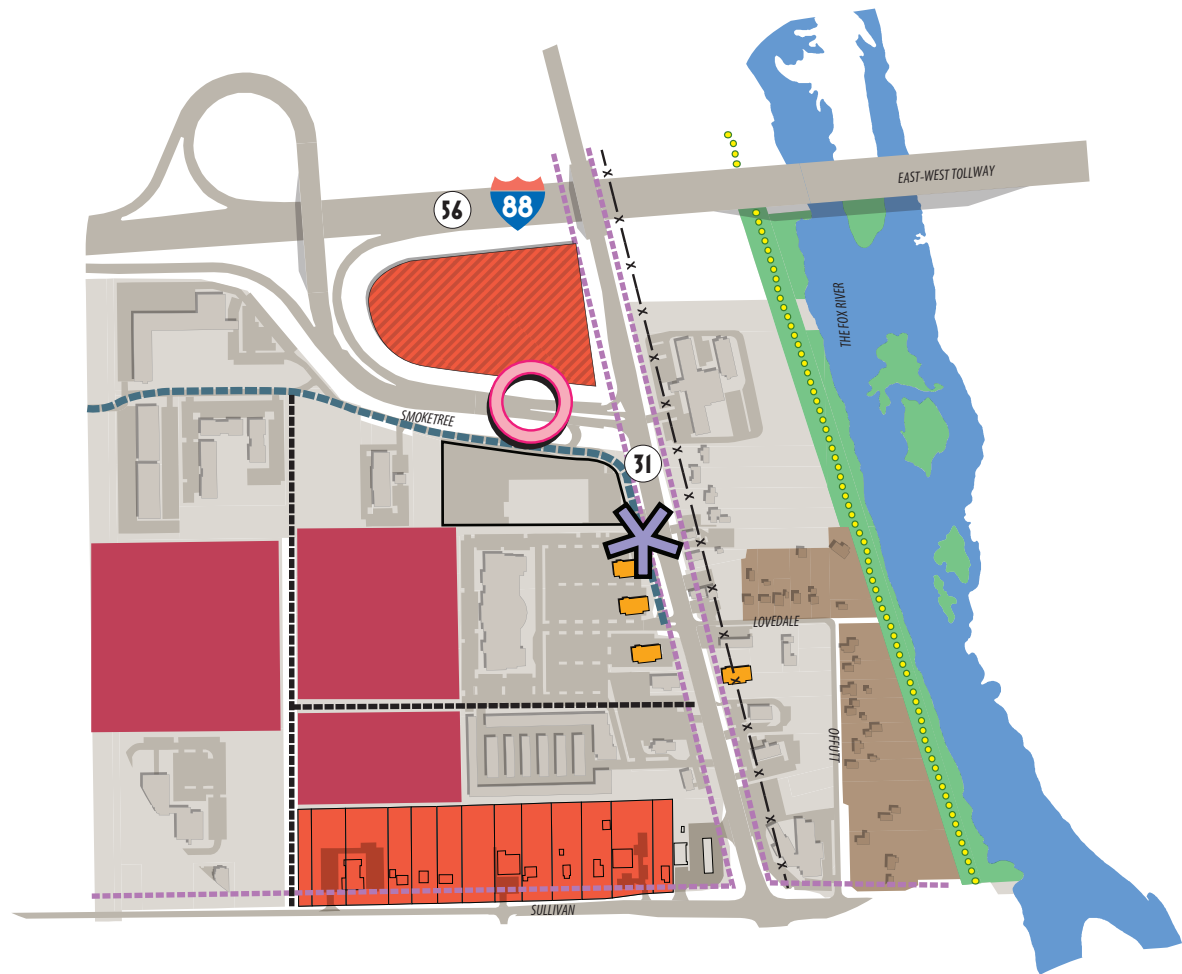 EAST-WEST TOLLWAY
56
88
THE FOX RIVER
SMOKETREE
31
LOVEDALE
OFFUTT
SULLIVAN